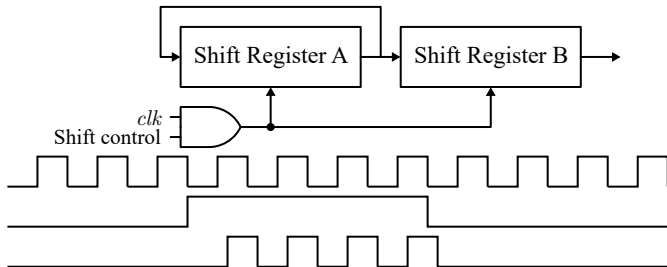 Shift Register A
Shift Register B
clk
Shift control